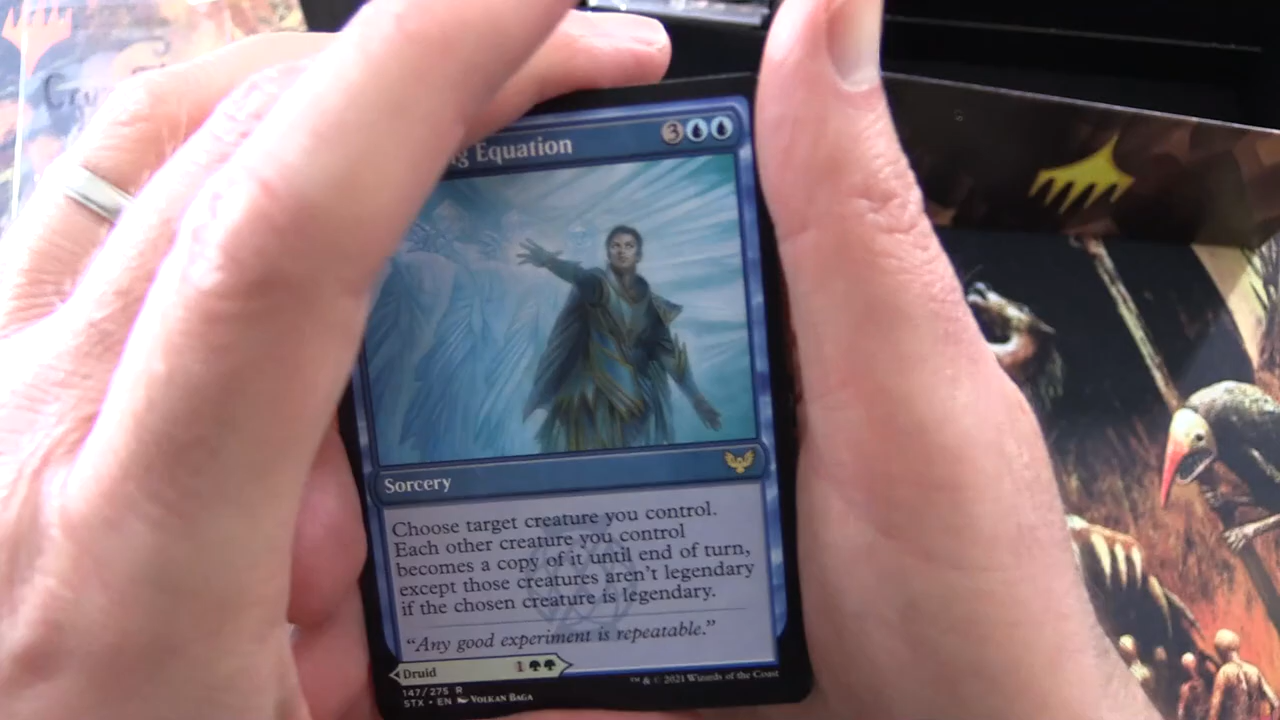 Equation 3
Sorcery
Choose target creature you control.
Each other creature you control
becomes a copy of it until end of turn,
except those creatures aren't legendary
if the chosen creature is legendary.
"Any good experiment is repeatable."
Druid 1
147/275 R
STX • EN VOLKAN BAGA
™ & © 2021 Wizards of the Coast